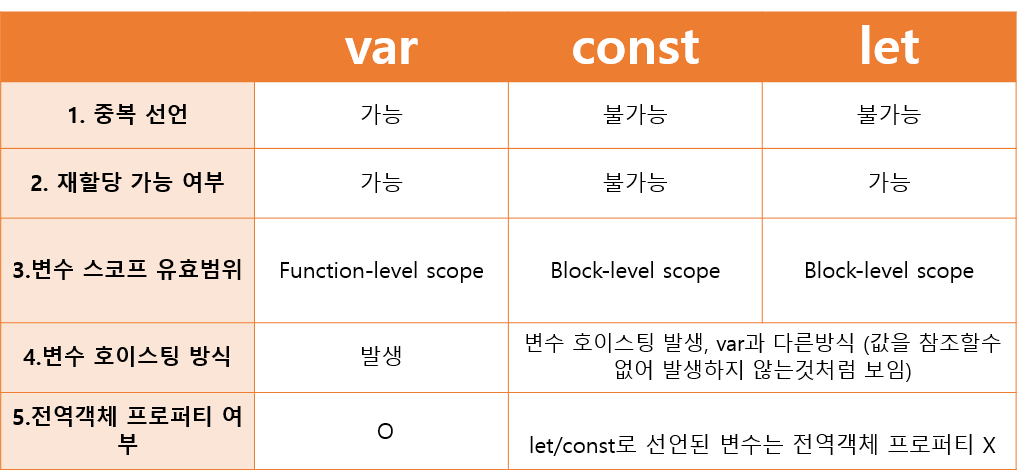 var const let
1. 중복 선언 가능 불가능 불가능
2. 재할당 가능 여부 가능 불가능 가능
3.변수 스코프 유효범위 Function-level scope Block-level scope Block-level scope
4.변수 호이스팅 방식 발생 변수 호이스팅 발생, var과 다른방식 (값을 참조할수
없어 발생하지 않는것처럼 보임)
5.전역객체 프로퍼티 여
부 O
let/const로 선언된 변수는 전역객체 프로퍼티 X